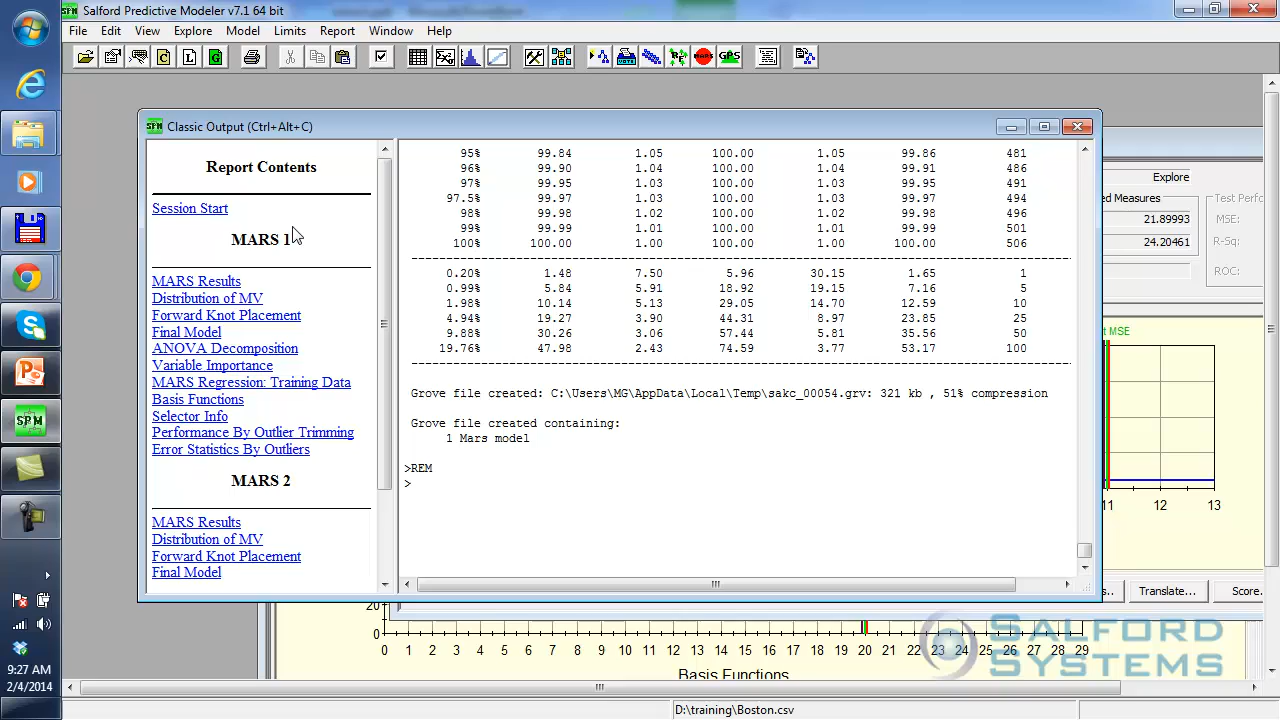 Salford Predictive Modeler v7.1 64 bit
File Edit View Explore Model Limits Report Window Help
Classic Output (Ctrl+Alt+C)
Report Contents
Session Start
MARS 1
MARS Results
Distribution of MV
Forward Knot Placement
Final Model
ANOVA Decomposition
Variable Importance
MARS Regression: Training Data
Basis Functions
Selector Info
Performance By Outlier Trimming
Error Statistics By Outliers
MARS 2
MARS Results
Distribution of MV
Forward Knot Placement
Final Model
95% 99.84 1.05 100.00 1.05 99.86 481
96% 99.90 1.04 100.00 1.04 99.91 486
97% 99.95 1.03 100.00 1.03 99.95 491
97.5% 99.97 1.03 100.00 1.03 99.97 494
98% 99.98 1.02 100.00 1.02 99.98 496
99% 99.99 1.01 100.00 1.01 99.99 501
100% 100.00 1.00 100.00 1.00 100.00 506
0.20% 1.48 7.50 5.96 30.15 1.65 1
0.99% 5.84 5.91 18.92 19.15 7.16 5
1.98% 10.14 5.13 29.05 14.70 12.59 10
4.94% 19.27 3.90 44.31 8.97 23.85 25
9.88% 30.26 3.06 57.44 5.81 35.56 50
19.76% 47.98 2.43 74.59 3.77 53.17 100
Grove file created: C:\Users\MG\AppData\Local\Temp\sakc_00054.grv: 321 kb , 51% compression
Grove file created containing:
1 Mars model
>REM
>
Explore
Measures Test
21.89993 MSE:
24.20461 R-Sq:
ROC:
MSE
11 12 13
Translate... Score.
20
0
0 1 2 3 4 5 6 7 8 9 10 11 12 13 14 15 16 17 18 19 20 21 22 23 24 25 26 27 28 29
Basis Functions
SALFORD
SYSTEMS
D:\training\Boston.csv
9:27 AM
2/4/2014